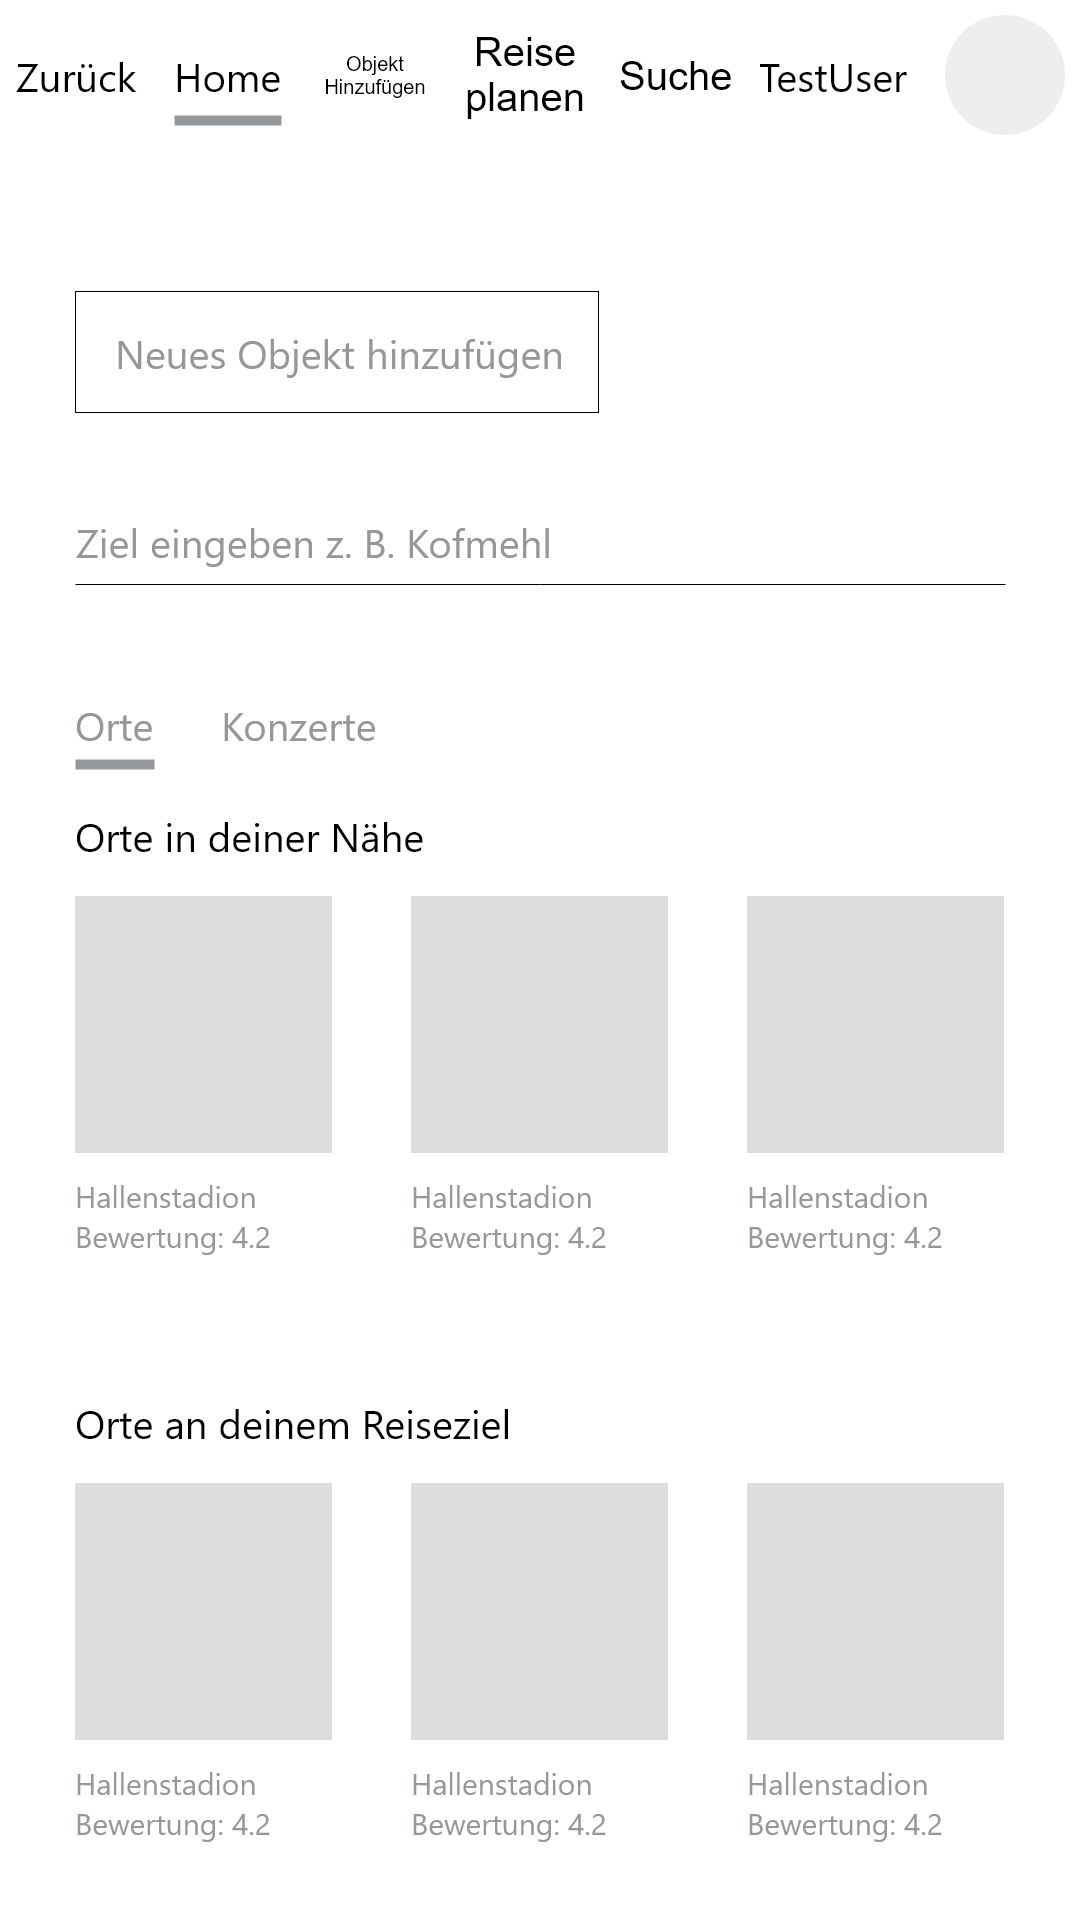 Zurück
Home
Objekt
Hinzufügen
Reise
planen
Suche
TestUser
Neues Objekt hinzufügen
Ziel eingeben z. B. Kofmehl
Orte
Konzerte
Orte in deiner Nähe
Hallenstadion
Bewertung: 4.2
Hallenstadion
Bewertung: 4.2
Hallenstadion
Bewertung: 4.2
Orte an deinem Reiseziel
Hallenstadion
Bewertung: 4.2
Hallenstadion
Bewertung: 4.2
Hallenstadion
Bewertung: 4.2